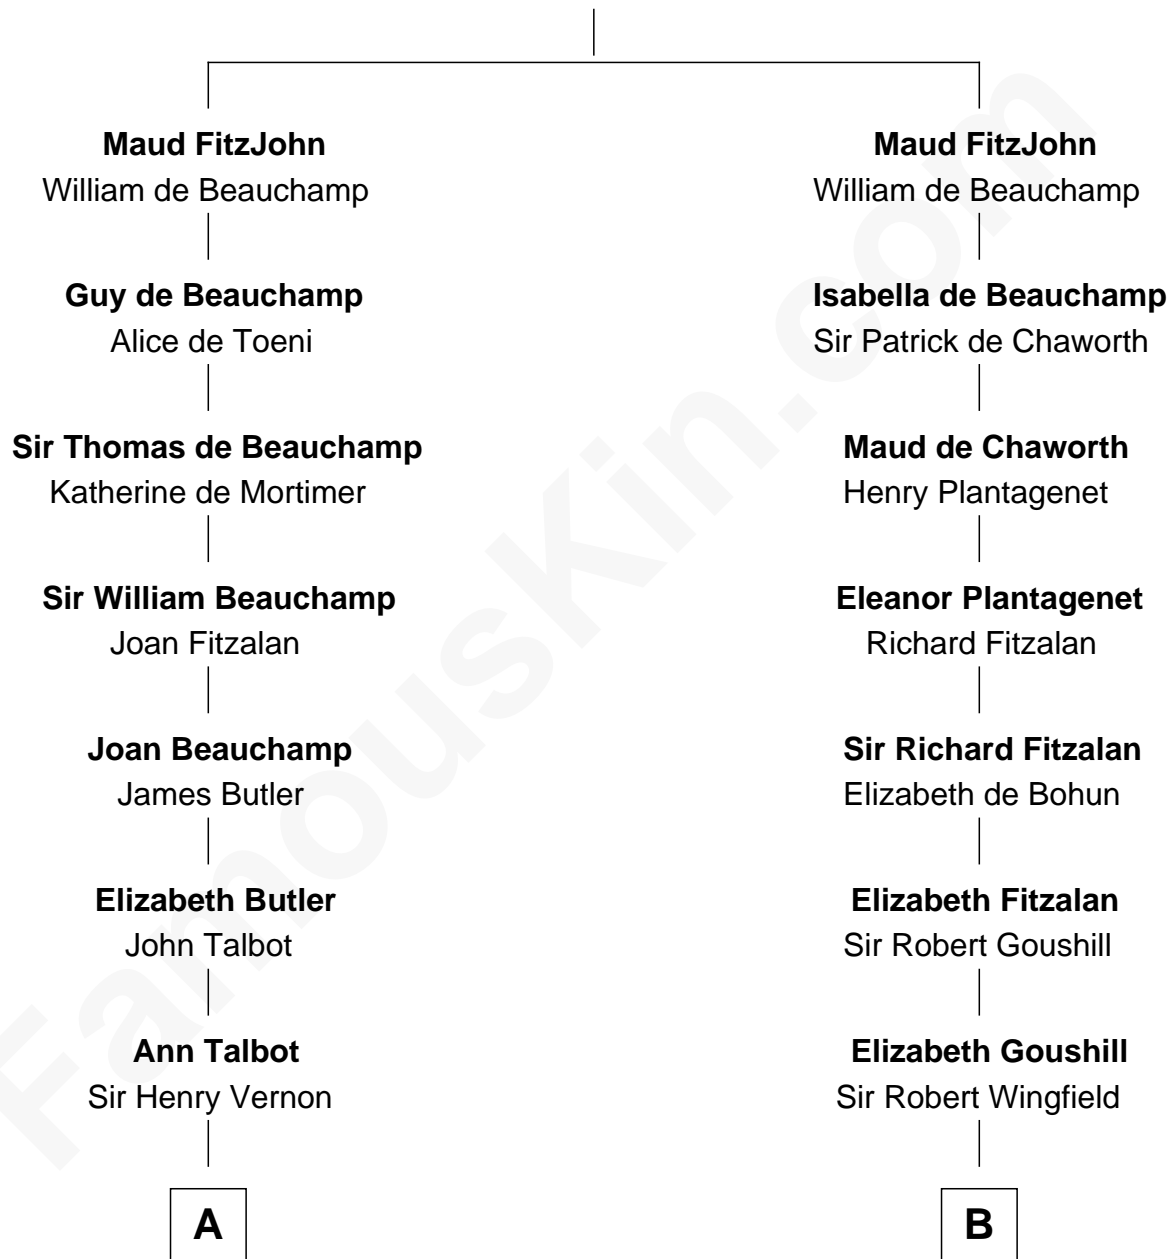 Maud FitzJohn
William de Beauchamp
Guy de Beauchamp
Alice de Toeni
Sir Thomas de Beauchamp
Katherine de Mortimer
Sir William Beauchamp
Joan Fitzalan
Joan Beauchamp
James Butler
Elizabeth Butler
John Talbot
Ann Talbot
Sir Henry Vernon
A
Maud FitzJohn
William de Beauchamp
Isabella de Beauchamp
Sir Patrick de Chaworth
Maud de Chaworth
Henry Plantagenet
Eleanor Plantagenet
Richard Fitzalan
Sir Richard Fitzalan
Elizabeth de Bohun
Elizabeth Fitzalan
Sir Robert Goushill
Elizabeth Goushill
Sir Robert Wingfield
B
FamousKin.com